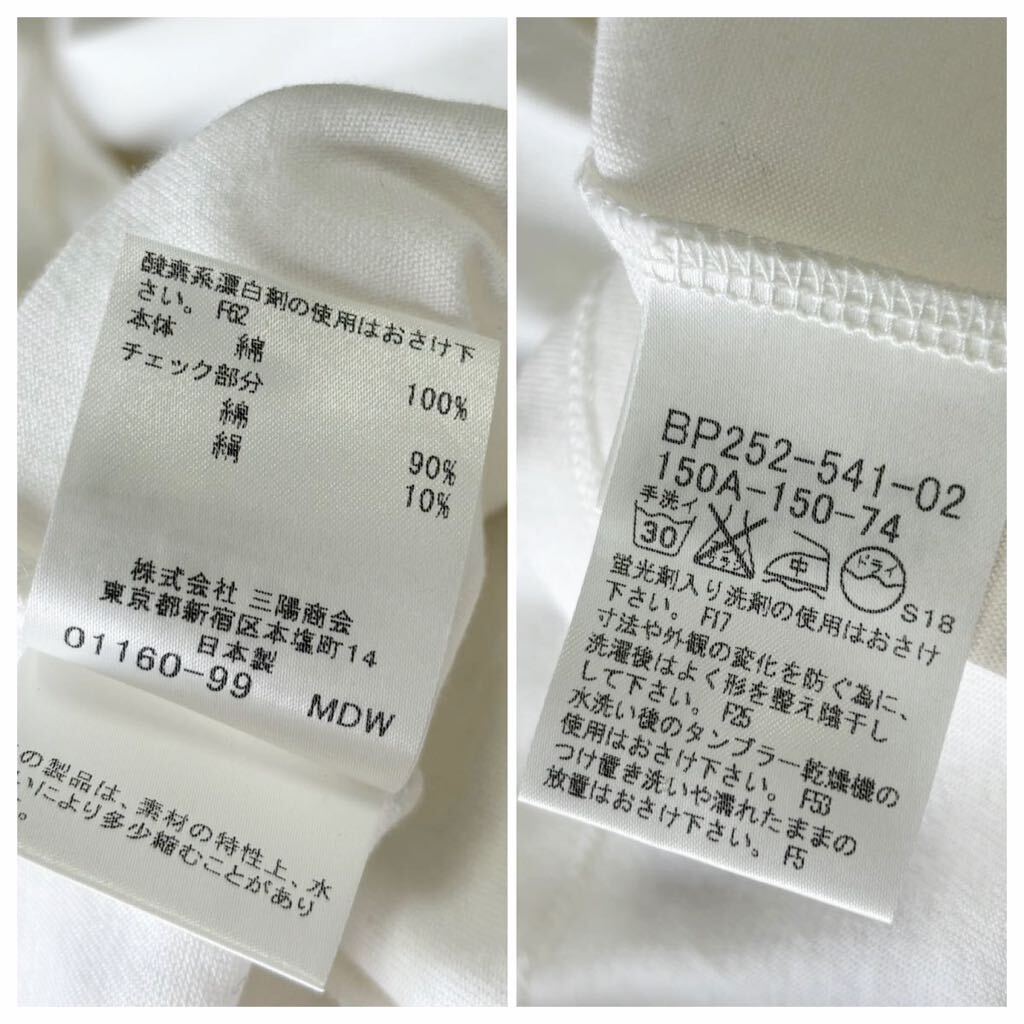 酸素系漂白剤の使用はおさけ下
さい。 F62
本体 綿 100%
チェック部分
綿 90%
絹 10%
株式会社 三陽商会
東京都新宿区本塩町14
日本製
01160-99 MDW
の製品は、素材の特性上、水
いにより多少縮むことがあり
BP252-541-02
150A-150-74
手洗イ
30 エンソ 中 ドライ S18
蛍光剤入り洗剤の使用はおさけ
下さい。 F17
寸法や外観の変化を防ぐ為に、
洗濯後はよく形を整え陰干し
して下さい。 F25
水洗い後のタンブラー乾燥機の
使用はおさけ下さい。 F53
つけ置き洗いや濡れたままの
放置はおさけ下さい。 F5